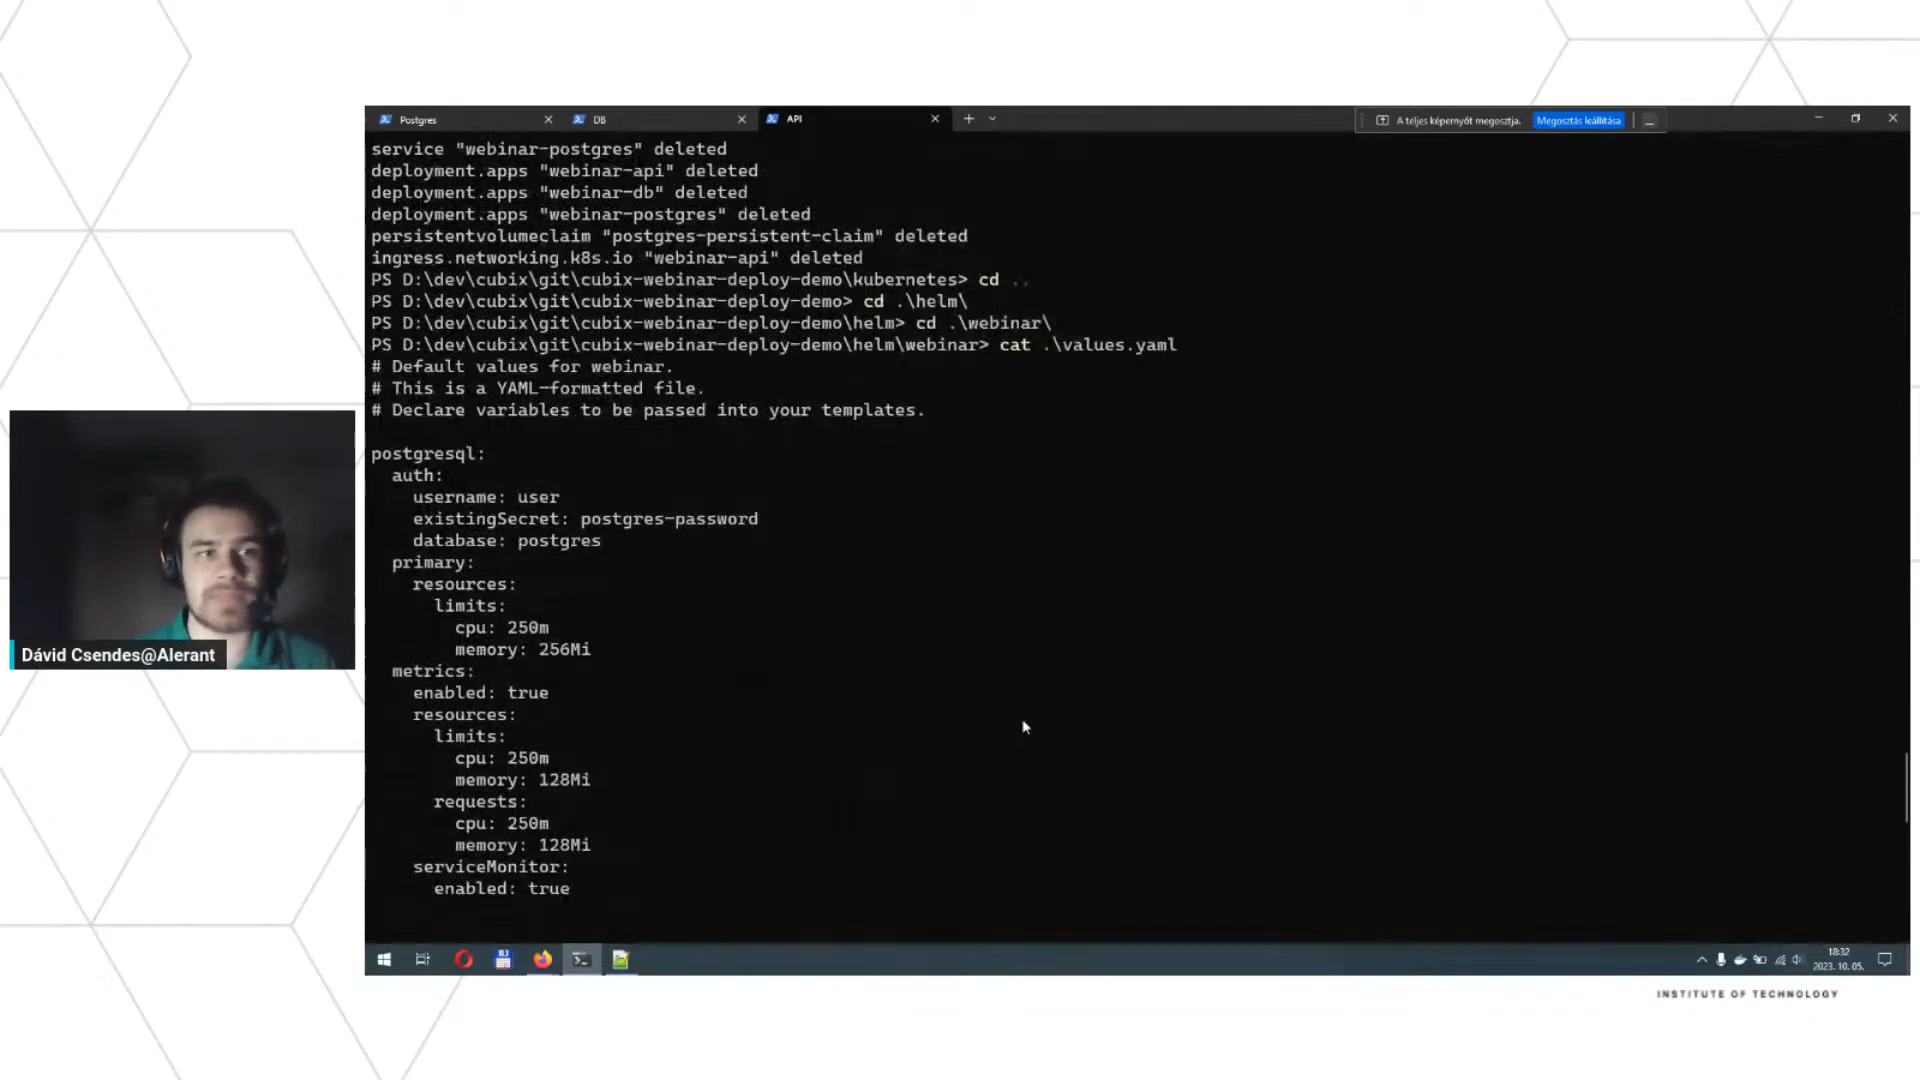 Postgres
DB
API
A teljes képernyőt megosztja.
Megosztás leállítása
service "webinar-postgres" deleted
deployment.apps "webinar-api" deleted
deployment.apps "webinar-db" deleted
deployment.apps "webinar-postgres" deleted
persistentvolumeclaim "postgres-persistent-claim" deleted
ingress.networking.k8s.io "webinar-api" deleted
PS D:\dev\cubix\git\cubix-webinar-deploy-demo\kubernetes> cd ..
PS D:\dev\cubix\git\cubix-webinar-deploy-demo> cd .\helm\
PS D:\dev\cubix\git\cubix-webinar-deploy-demo\helm> cd .\webinar\
PS D:\dev\cubix\git\cubix-webinar-deploy-demo\helm\webinar> cat .\values.yaml
# Default values for webinar.
# This is a YAML-formatted file.
# Declare variables to be passed into your templates.
postgresql:
  auth:
    username: user
    existingSecret: postgres-password
    database: postgres
  primary:
    resources:
      limits:
        cpu: 250m
        memory: 256Mi
  metrics:
    enabled: true
    resources:
      limits:
        cpu: 250m
        memory: 128Mi
      requests:
        cpu: 250m
        memory: 128Mi
    serviceMonitor:
      enabled: true
Dávid Csendes@Alerant
18:32
2023. 10. 05.
INSTITUTE OF TECHNOLOGY